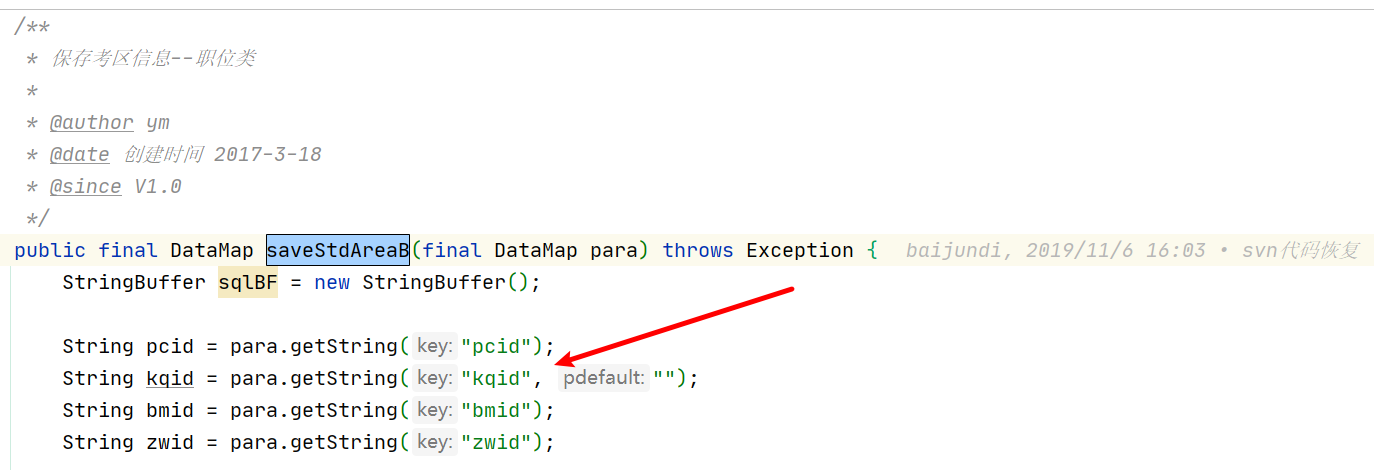 /**
* 保存考区信息--职位类
*
* @author ym
* @date 创建时间 2017-3-18
* @since V1.0
*/
public final DataMap saveStdAreaB(final DataMap para) throws Exception { baijundi, 2019/11/6 16:03 • svn代码恢复
StringBuffer sqlBF = new StringBuffer();
String pcid = para.getString( key: "pcid");
String kqid = para.getString( key: "kqid", pdefault: "");
String bmid = para.getString( key: "bmid");
String zwid = para.getString( key: "zwid");